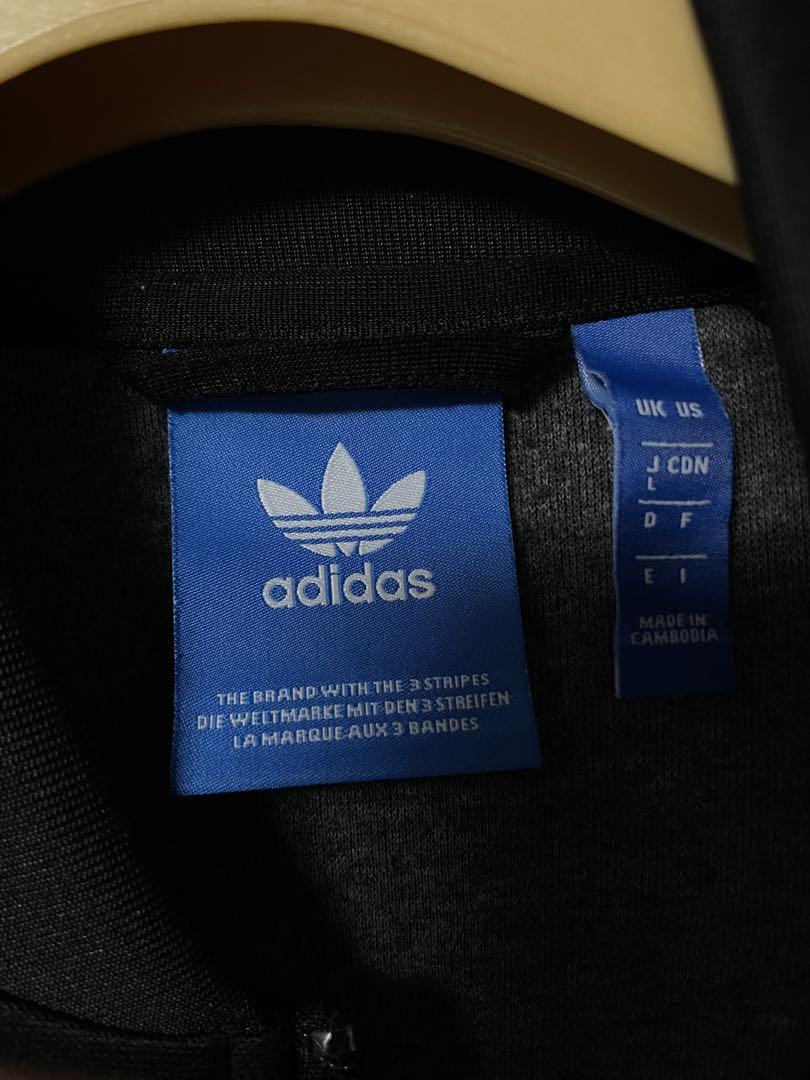 adidas
THE BRAND WITH THE 3 STRIPES
DIE WELTMARKE MIT DEN 3 STREIFEN
LA MARQUE AUX 3 BANDES
UK US
J CDN
L
D F
E I
MADE IN
CAMBODIA